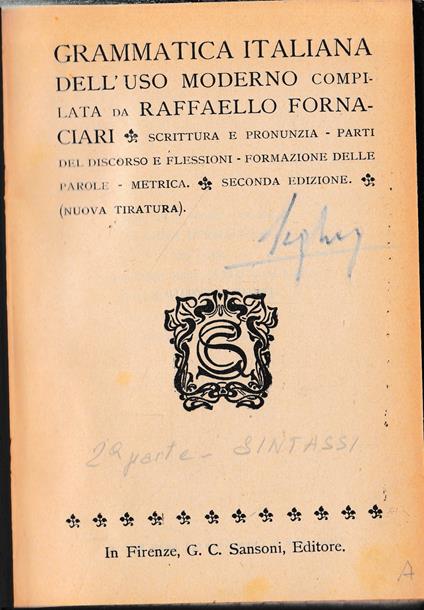 GRAMMATICA ITALIANA
DELL'USO MODERNO COMPI-
LATA DA RAFFAELLO FORNA-
CIARI SCRITTURA E PRONUNZIA - PARTI
DEL DISCORSO E FLESSIONI - FORMAZIONE DELLE
PAROLE - METRICA. SECONDA EDIZIONE.
(NUOVA TIRATURA).
2ª parte - SINTASSI
In Firenze, G. C. Sansoni, Editore.
A